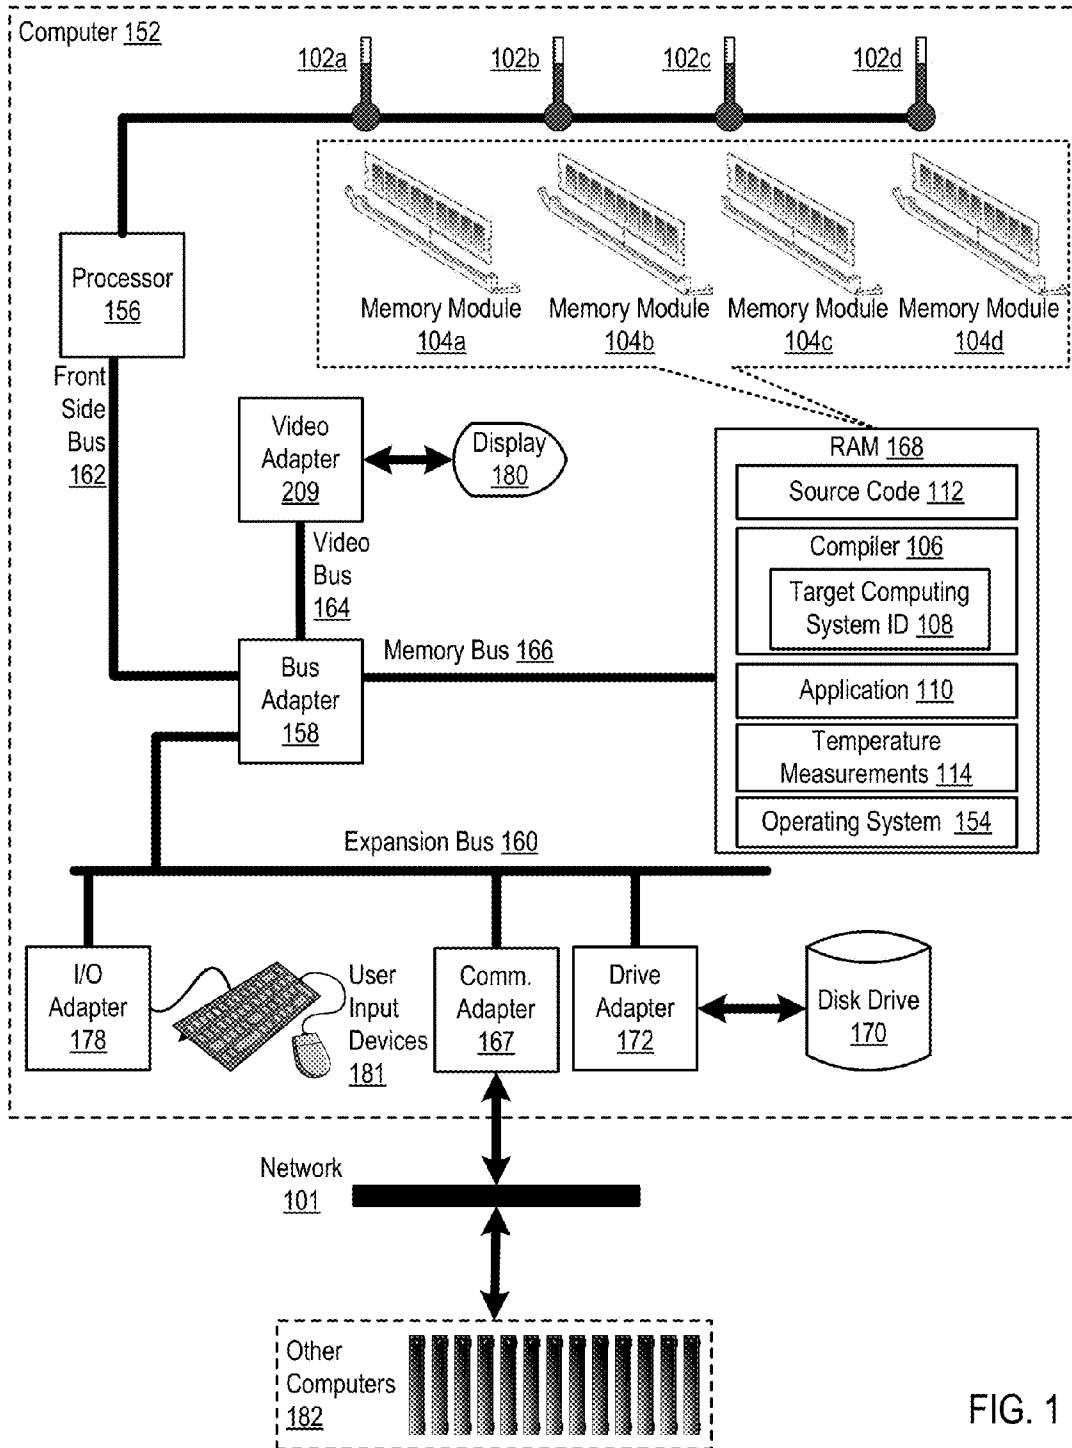 Computer 152
102a
102b
102c
102d
Processor
156
Memory Module
104a
Memory Module
104b
Memory Module
104c
Memory Module
104d
Front
Side
Bus
162
Video
Adapter
209
Display
180
Video
Bus
164
RAM 168
Source Code 112
Compiler 106
Target Computing
System ID 108
Application 110
Temperature
Measurements 114
Operating System 154
Bus
Adapter
158
Memory Bus 166
Expansion Bus 160
I/O
Adapter
178
User
Input
Devices
181
Comm.
Adapter
167
Drive
Adapter
172
Disk Drive
170
Network
101
Other
Computers
182
FIG. 1